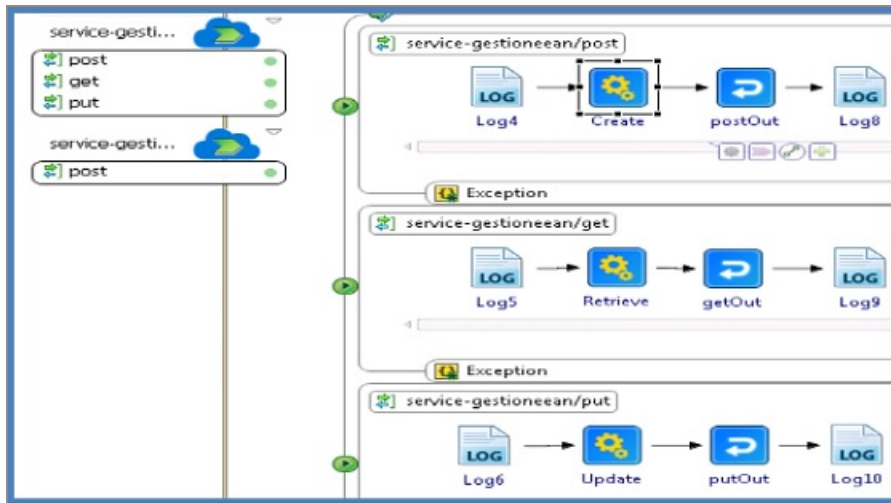 service-gesti...
post
get
put
service-gesti...
post
service-gestioneean/post
LOG
LOG
Log4
Create
postOut
Log8
Exception
service-gestioneean/get
LOG
LOG
Log5
Retrieve
getOut
Log9
Exception
service-gestioneean/put
LOG
LOG
Log6
Update
putOut
Log10